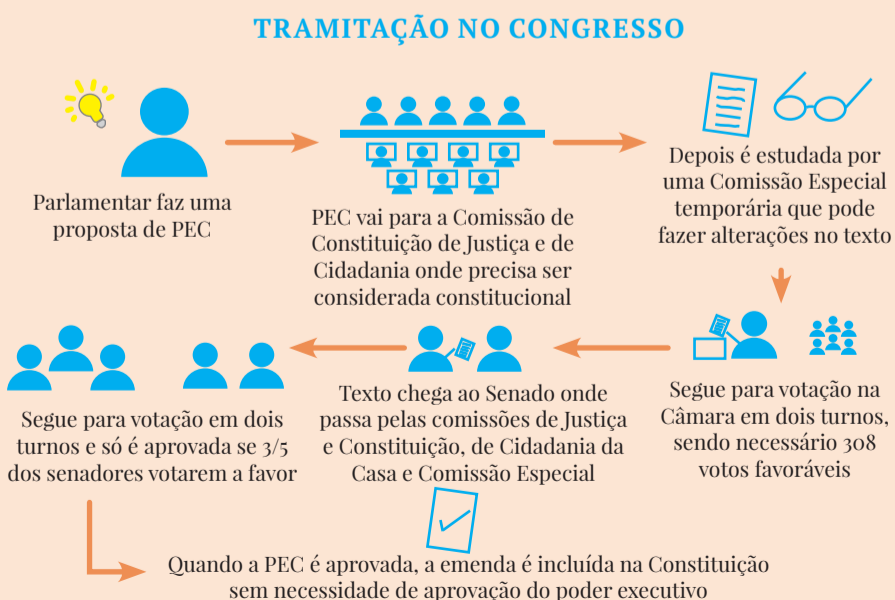 TRAMITAÇÃO NO CONGRESSO
Parlamentar faz uma
proposta de PEC
PEC vai para a Comissão de
Constituição de Justiça e de
Cidadania onde precisa ser
considerada constitucional
Depois é estudada por
uma Comissão Especial
temporária que pode
fazer alterações no texto
Segue para votação na
Câmara em dois turnos,
sendo necessário 308
votos favoráveis
Texto chega ao Senado onde
passa pelas comissões de Justiça
e Constituição, de Cidadania da
Casa e Comissão Especial
Segue para votação em dois
turnos e só é aprovada se 3/5
dos senadores votarem a favor
Quando a PEC é aprovada, a emenda é incluída na Constituição
sem necessidade de aprovação do poder executivo